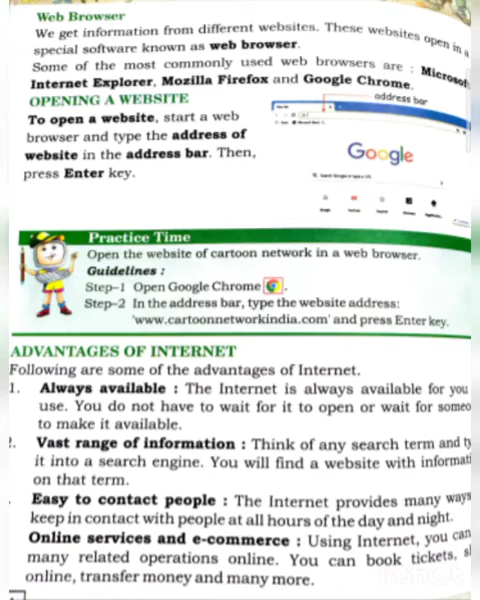 Web Browser
We get information from different websites. These websites open in a
special software known as web browser.
Some of the most commonly used web browsers are : Microsoft
Internet Explorer, Mozilla Firefox and Google Chrome.
OPENING A WEBSITE
address bar
To open a website, start a web
browser and type the address of
website in the address bar. Then,
press Enter key.
Google
Practice Time
Open the website of cartoon network in a web browser.
Guidelines :
Step–1 Open Google Chrome .
Step–2 In the address bar, type the website address:
'www.cartoonnetworkindia.com' and press Enter key.
ADVANTAGES OF INTERNET
Following are some of the advantages of Internet.
1. Always available : The Internet is always available for you
use. You do not have to wait for it to open or wait for someo
to make it available.
2. Vast range of information : Think of any search term and ty
it into a search engine. You will find a website with informati
on that term.
Easy to contact people : The Internet provides many ways
keep in contact with people at all hours of the day and night.
Online services and e-commerce : Using Internet, you can
many related operations online. You can book tickets, s
online, transfer money and many more.